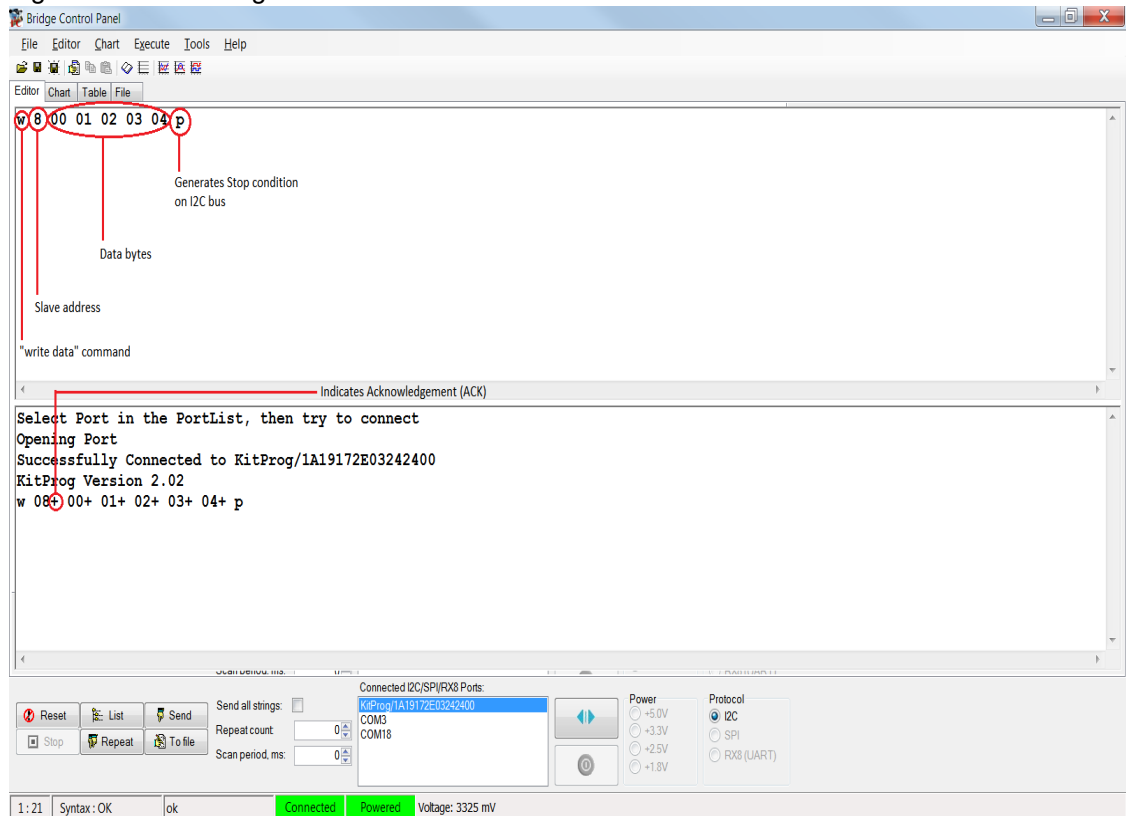 Bridge Control Panel
File Editor Chart Execute Tools Help
Editor Chart Table File
w 8 00 01 02 03 04 p
Generates Stop condition
on I2C bus
Data bytes
Slave address
"write data" command
Indicates Acknowledgement (ACK)
Select Port in the PortList, then try to connect
Opening Port
Successfully Connected to KitProg/1A19172E03242400
KitProg Version 2.02
w 08+ 00+ 01+ 02+ 03+ 04+ p
Connected I2C/SPI/RX8 Ports:
Reset List Send Send all strings: KitProg/1A19172E03242400 Power Protocol
COM3 +5.0V I2C
Stop Repeat To file Repeat count: 0 COM18 +3.3V SPI
Scan period, ms: 0 +2.5V RX8 (UART)
+1.8V
1 : 21 Syntax : OK ok Connected Powered Voltage: 3325 mV